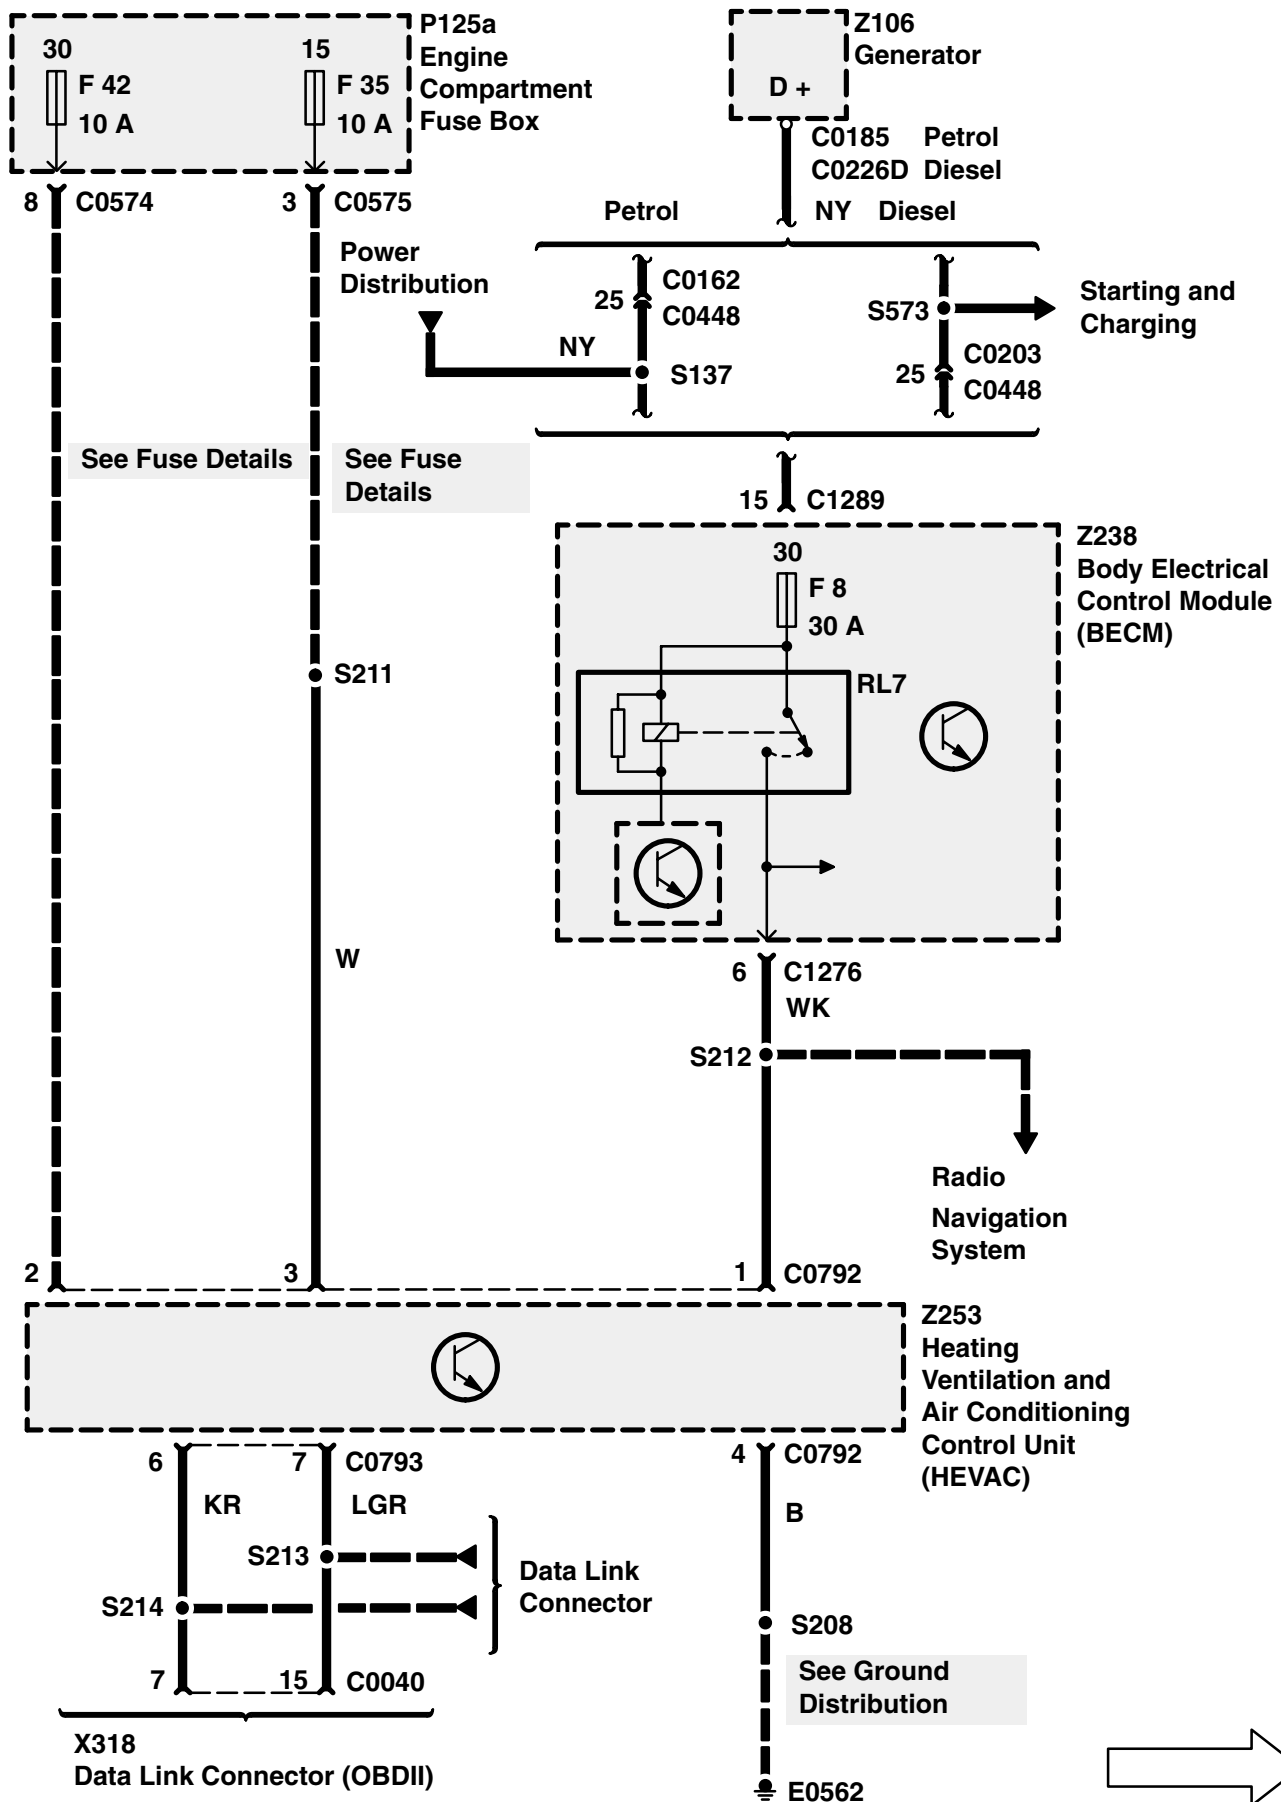 P125a
Engine
Compartment
Fuse Box
30
F 42
10 A
15
F 35
10 A
Z106
Generator
D +
C0185 Petrol
C0226D Diesel
8 C0574
3 C0575
Petrol
NY Diesel
Power
Distribution
C0162
25
C0448
NY
S137
S573
Starting and
Charging
C0203
25
C0448
See Fuse Details
See Fuse
Details
15 C1289
30
F 8
30 A
Z238
Body Electrical
Control Module
(BECM)
RL7
S211
W
6 C1276
WK
S212
Radio
Navigation
System
2
3
1 C0792
Z253
Heating
Ventilation and
Air Conditioning
Control Unit
(HEVAC)
6
7 C0793
4 C0792
KR
LGR
B
S213
S214
Data Link
Connector
S208
See Ground
Distribution
7
15 C0040
X318
Data Link Connector (OBDII)
E0562